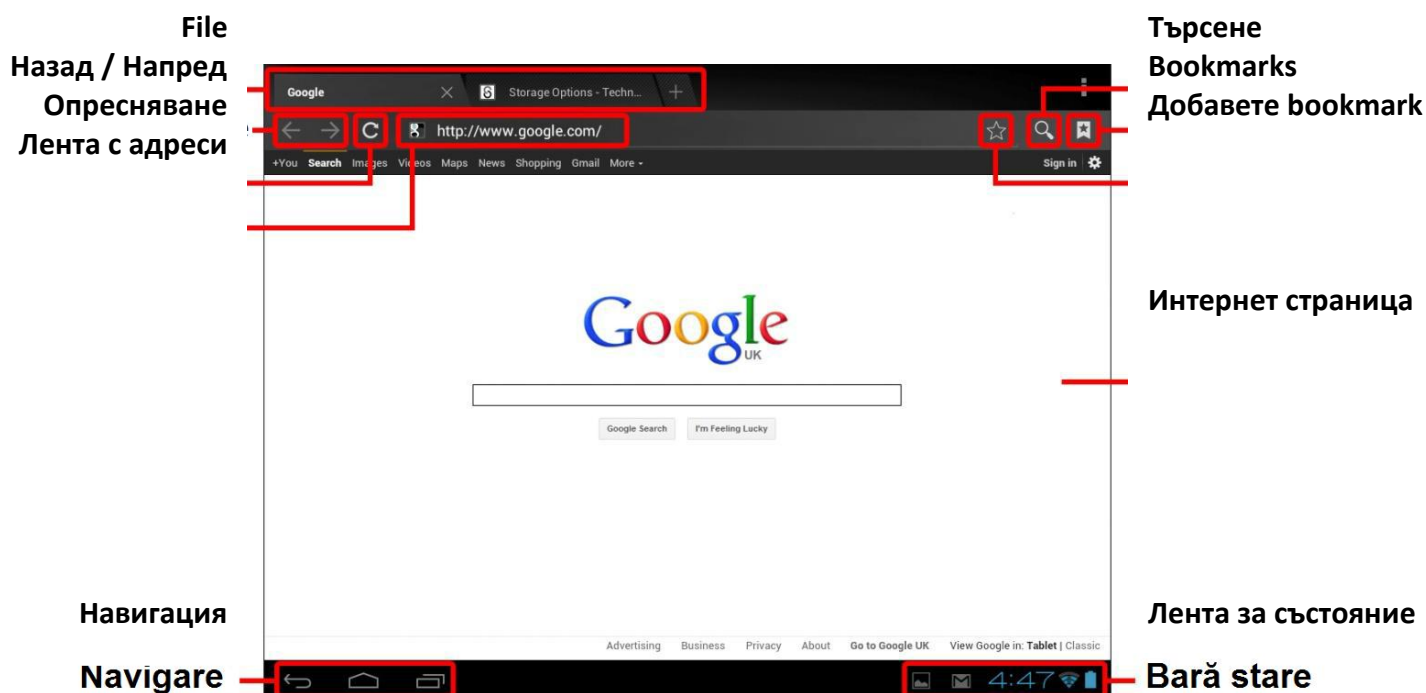 File
Назад / Напред
Опресняване
Лента с адреси
Търсене
Bookmarks
Добавете bookmark
Google
G Storage Options - Techn...
http://www.google.com/
+You Search Images Videos Maps News Shopping Gmail More
Sign in
Интернет страница
Google
UK
Google Search I'm Feeling Lucky
Навигация
Лента за състояние
Advertising Business Privacy About Go to Google UK View Google in: Tablet | Classic
Navigare
4:47
Bară stare